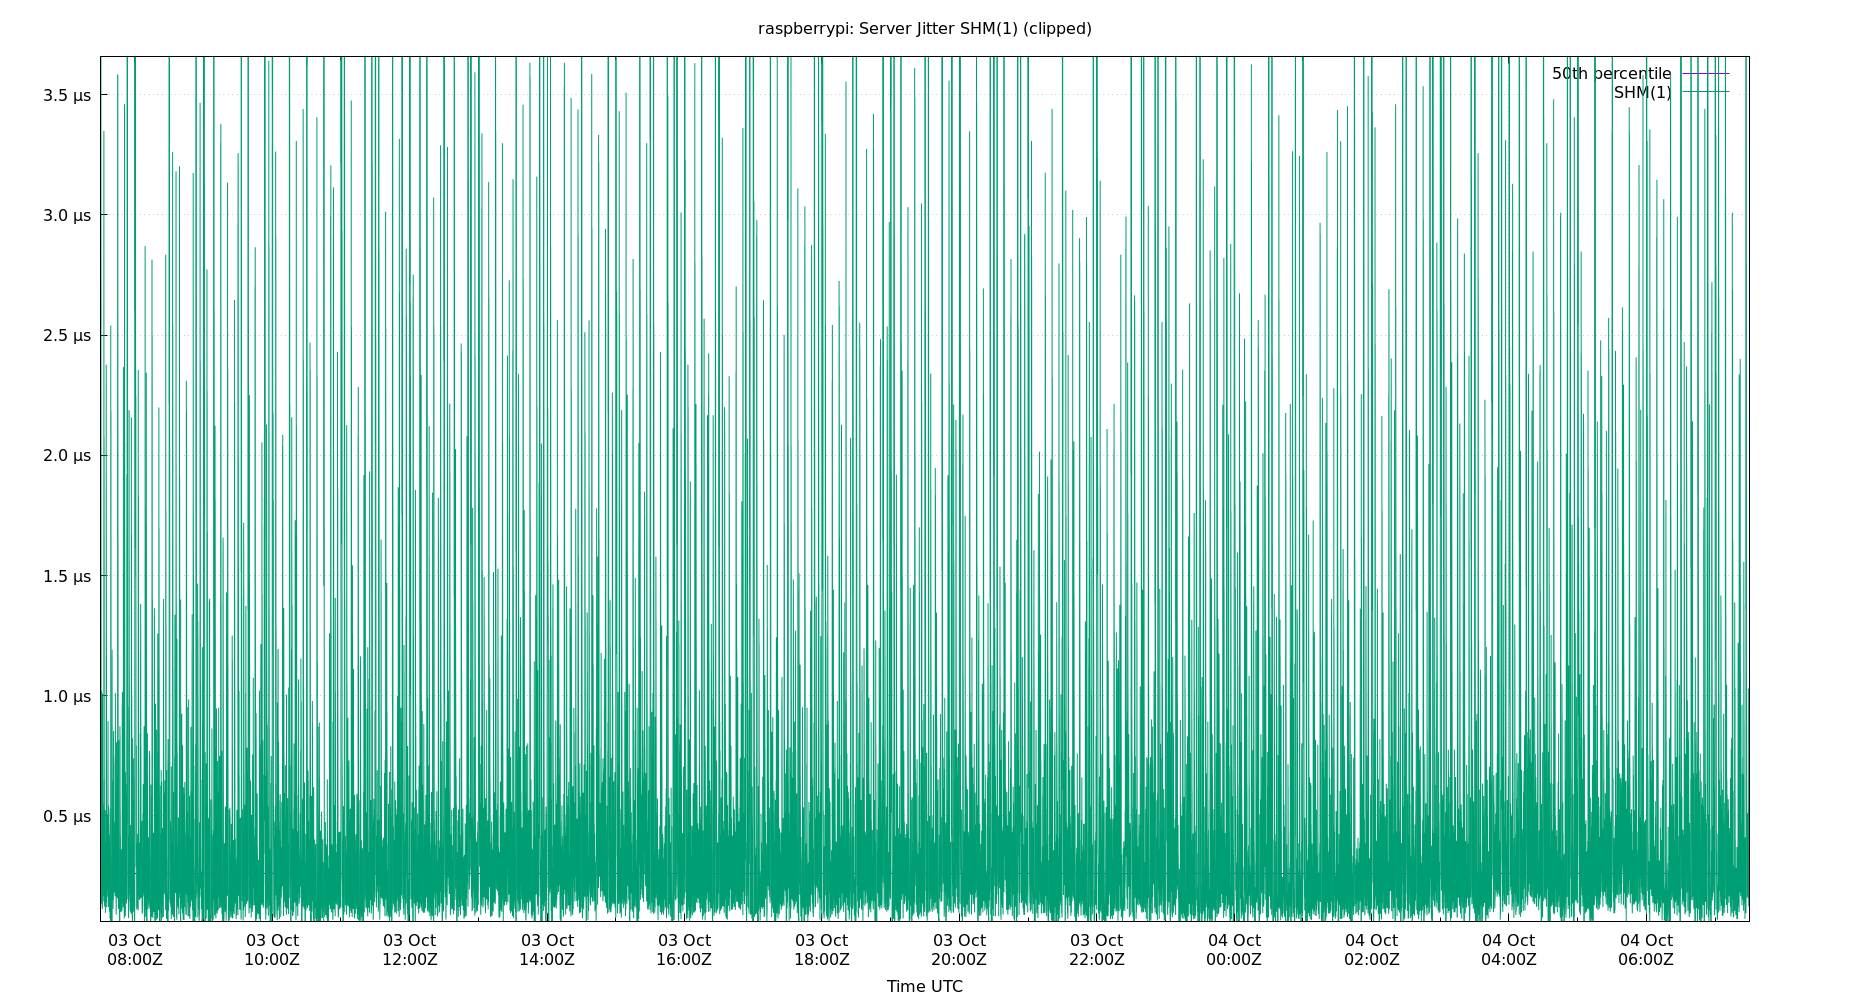 raspberrypi: Server Jitter SHM(1) (clipped)
50th percentile
SHM(1)
3.5 µs
3.0 µs
2.5 µs
2.0 µs
1.5 µs
1.0 µs
0.5 µs
03 Oct 03 Oct 03 Oct 03 Oct 03 Oct 03 Oct 03 Oct 03 Oct 04 Oct 04 Oct 04 Oct 04 Oct
08:00Z 10:00Z 12:00Z 14:00Z 16:00Z 18:00Z 20:00Z 22:00Z 00:00Z 02:00Z 04:00Z 06:00Z
Time UTC